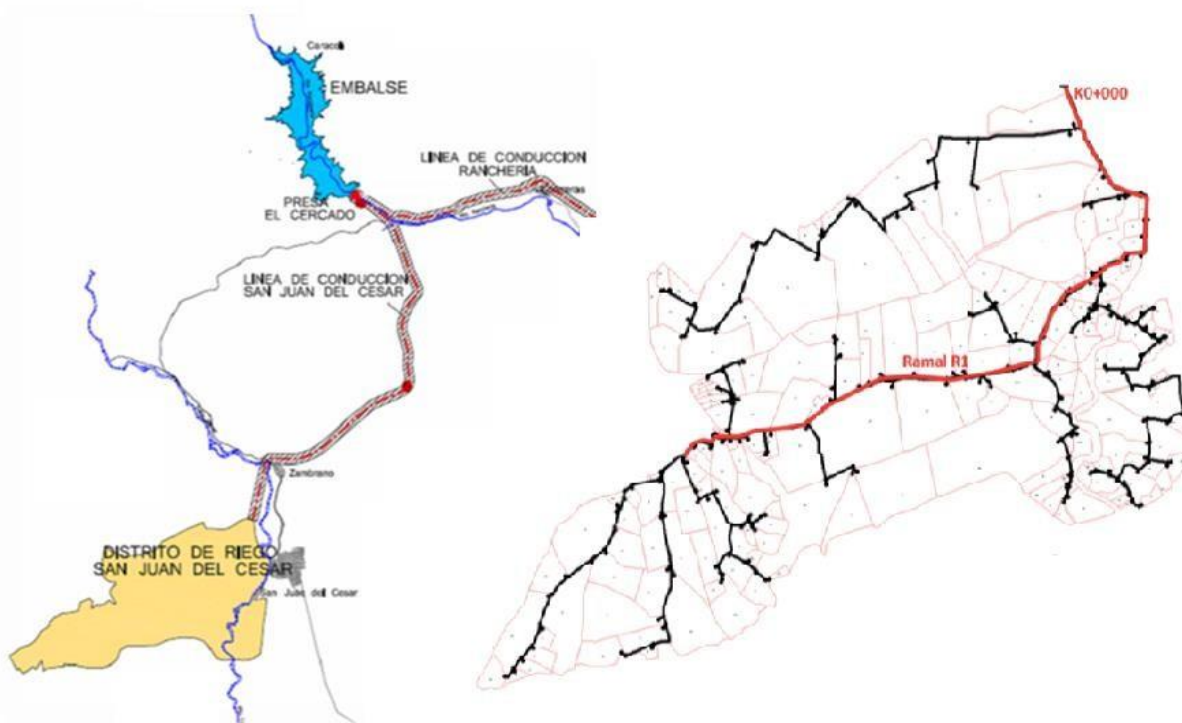 Caracoli
EMBALSE
LINEA DE CONDUCCION
RANCHERIA
PRESA
EL CERCADO
LINEA DE CONDUCCION
SAN JUAN DEL CESAR
Zambrano
DISTRITO DE RIEGO
SAN JUAN DEL CESAR
San Juan del Cesar
K0+000
Ramal R1